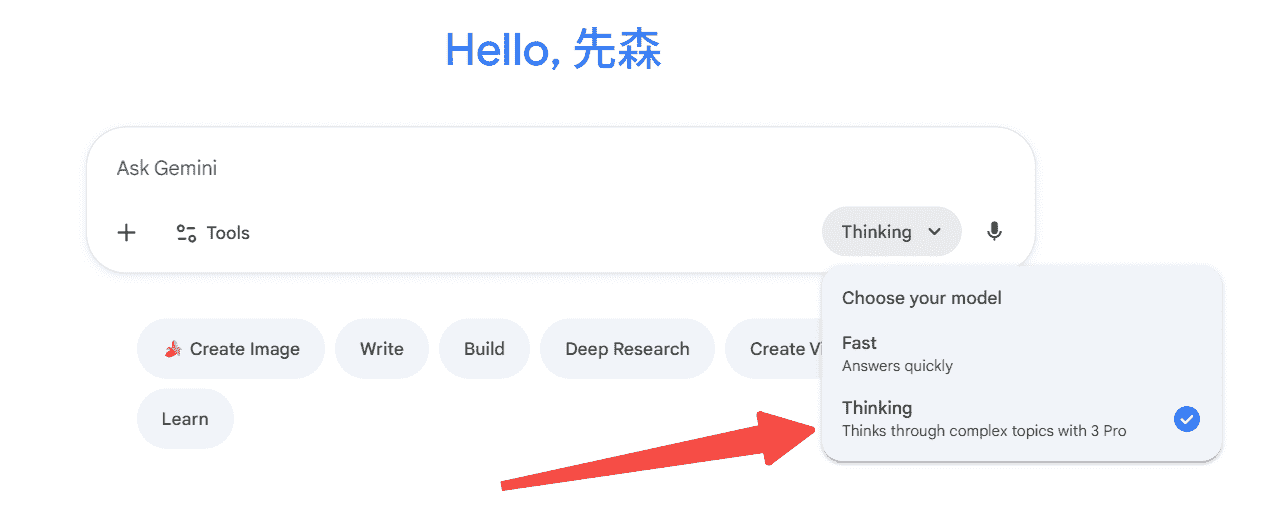 Hello, 先森
Ask Gemini
Tools
Thinking
Choose your model
Fast
Answers quickly
Thinking
Thinks through complex topics with 3 Pro
Create Image
Write
Build
Deep Research
Create Vi
Learn